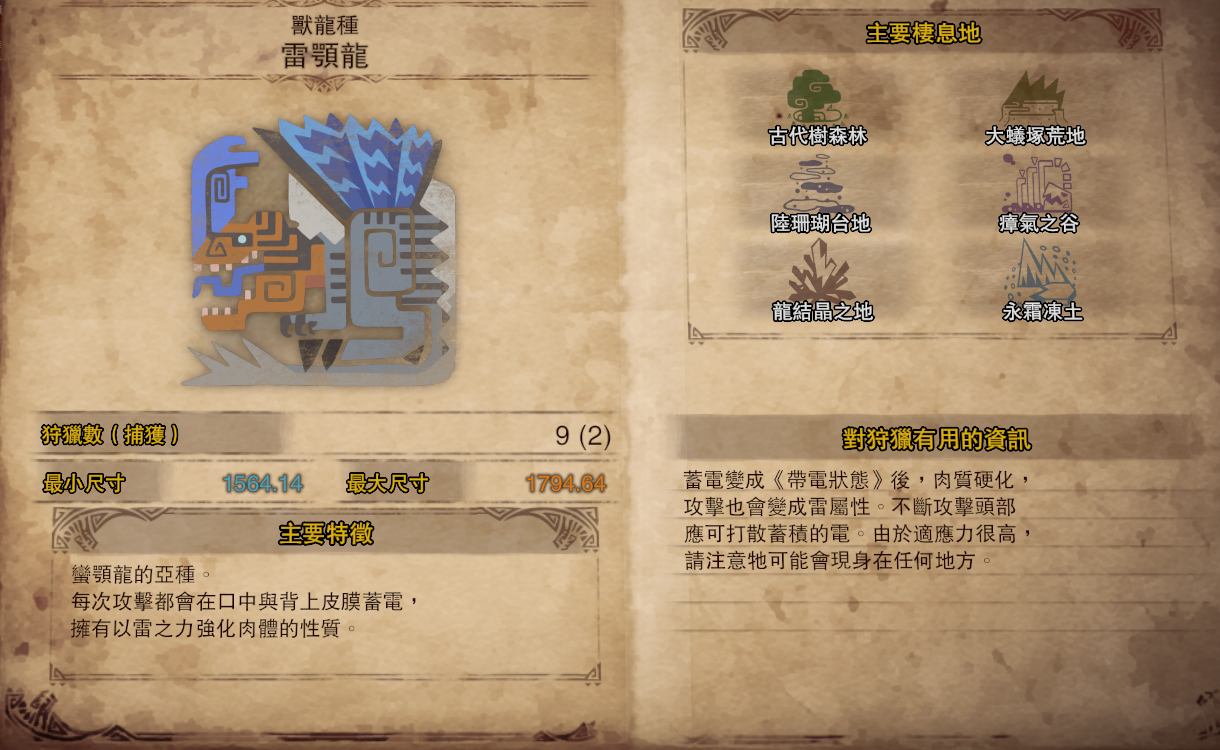 獸龍種
雷顎龍
狩獵數（捕獲）
9 (2)
最小尺寸
1564.14
最大尺寸
1794.64
主要特徵
蠻顎龍的亞種。
每次攻擊都會在口中與背上皮膜蓄電，
擁有以雷之力強化肉體的性質。
主要棲息地
古代樹森林
大蟻塚荒地
陸珊瑚台地
瘴氣之谷
龍結晶之地
永霜凍土
對狩獵有用的資訊
蓄電變成《帶電狀態》後，肉質硬化，
攻擊也會變成雷屬性。不斷攻擊頭部
應可打散蓄積的電。由於適應力很高，
請注意牠可能會現身在任何地方。